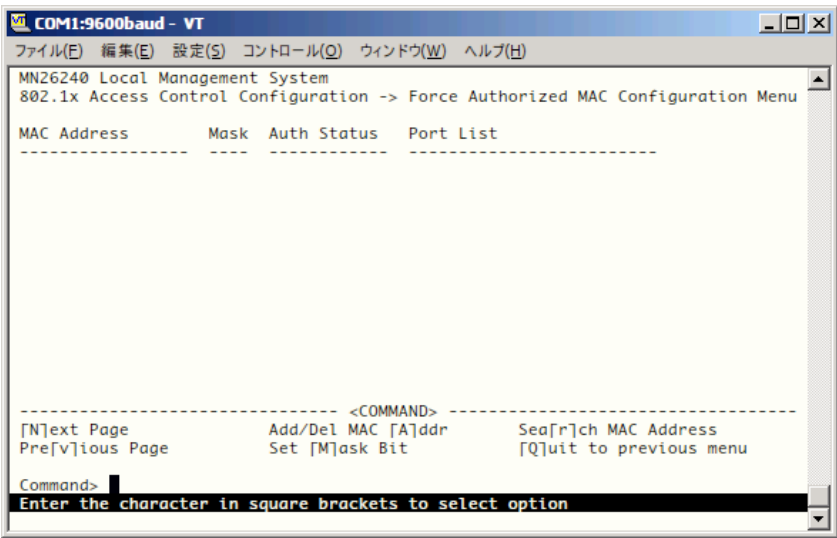 COM1:9600baud - VT
ファイル(F) 編集(E) 設定(S) コントロール(O) ウィンドウ(W) ヘルプ(H)
MN26240 Local Management System
802.1x Access Control Configuration -> Force Authorized MAC Configuration Menu
MAC Address Mask Auth Status Port List
----------------- ---- ------------ -------------------------
-------------------------------- <COMMAND> -----------------------------------
[N]ext Page Add/Del MAC [A]ddr Sea[r]ch MAC Address
Pre[v]ious Page Set [M]ask Bit [Q]uit to previous menu
Command>
Enter the character in square brackets to select option